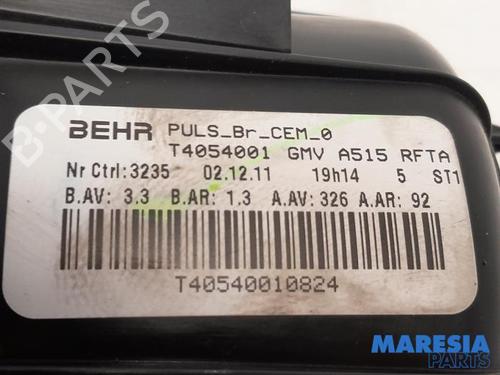 BEHR PULS_Br_CEM_0
T4054001 GMV A515 RFTA
Nr Ctrl:3235 02.12.11 19h14 5 ST1
B.AV: 3.3 B.AR: 1.3 A.AV: 326 A.AR: 92
T40540010824
MARESIA
PARTS